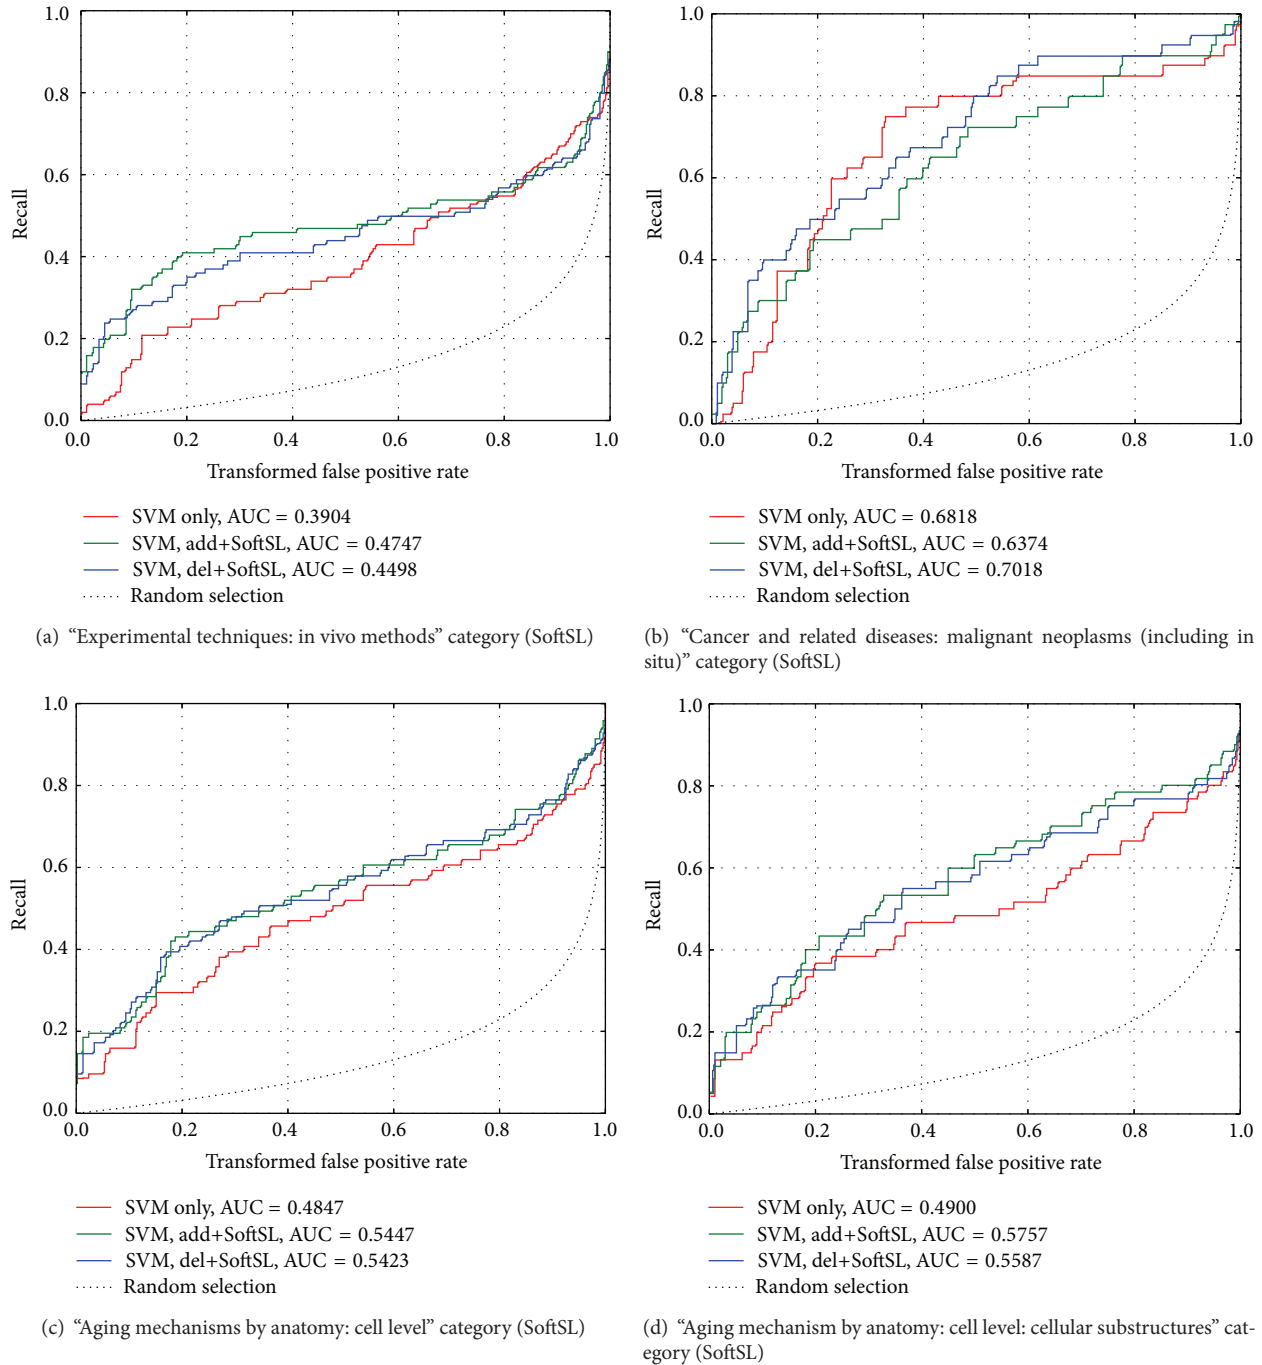 1.0
0.8
0.6
0.4
0.2
0.0
Recall
0.0 0.2 0.4 0.6 0.8 1.0
Transformed false positive rate
SVM only, AUC = 0.3904
SVM, add+SoftSL, AUC = 0.4747
SVM, del+SoftSL, AUC = 0.4498
Random selection
(a) “Experimental techniques: in vivo methods” category (SoftSL)
1.0
0.8
0.6
0.4
0.2
0.0
Recall
0.0 0.2 0.4 0.6 0.8 1.0
Transformed false positive rate
SVM only, AUC = 0.6818
SVM, add+SoftSL, AUC = 0.6374
SVM, del+SoftSL, AUC = 0.7018
Random selection
(b) “Cancer and related diseases: malignant neoplasms (including in
situ)” category (SoftSL)
1.0
0.8
0.6
0.4
0.2
0.0
Recall
0.0 0.2 0.4 0.6 0.8 1.0
Transformed false positive rate
SVM only, AUC = 0.4847
SVM, add+SoftSL, AUC = 0.5447
SVM, del+SoftSL, AUC = 0.5423
Random selection
(c) “Aging mechanisms by anatomy: cell level” category (SoftSL)
1.0
0.8
0.6
0.4
0.2
0.0
Recall
0.0 0.2 0.4 0.6 0.8 1.0
Transformed false positive rate
SVM only, AUC = 0.4900
SVM, add+SoftSL, AUC = 0.5757
SVM, del+SoftSL, AUC = 0.5587
Random selection
(d) “Aging mechanism by anatomy: cell level: cellular substructures” cat-
egory (SoftSL)